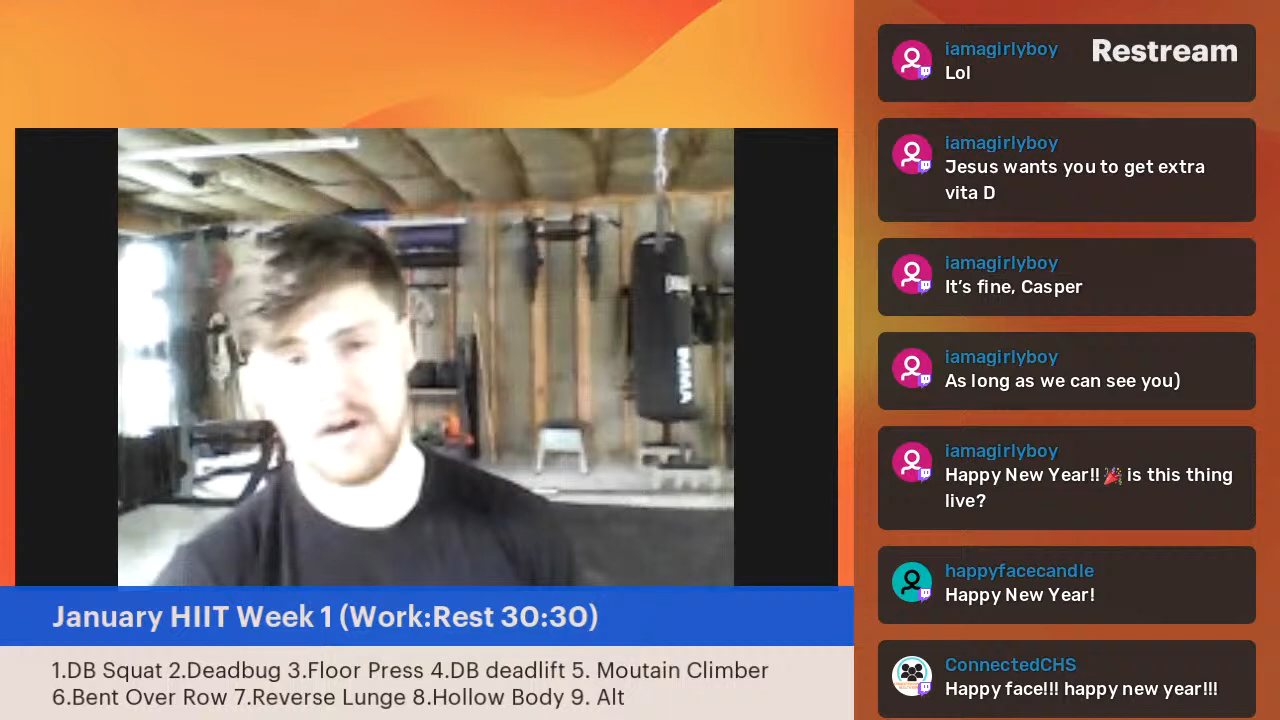 iamagirlyboy
Restream
Lol
iamagirlyboy
Jesus wants you to get extra
vita D
iamagirlyboy
It's fine, Casper
iamagirlyboy
As long as we can see you)
iamagirlyboy
Happy New Year!!🎉 is this thing
live?
happyfacecandle
Happy New Year!
ConnectedCHS
Happy face!!! happy new year!!!
MMA
January HIIT Week 1 (Work:Rest 30:30)
1.DB Squat 2.Deadbug 3.Floor Press 4.DB deadlift 5. Moutain Climber
6.Bent Over Row 7.Reverse Lunge 8.Hollow Body 9. Alt